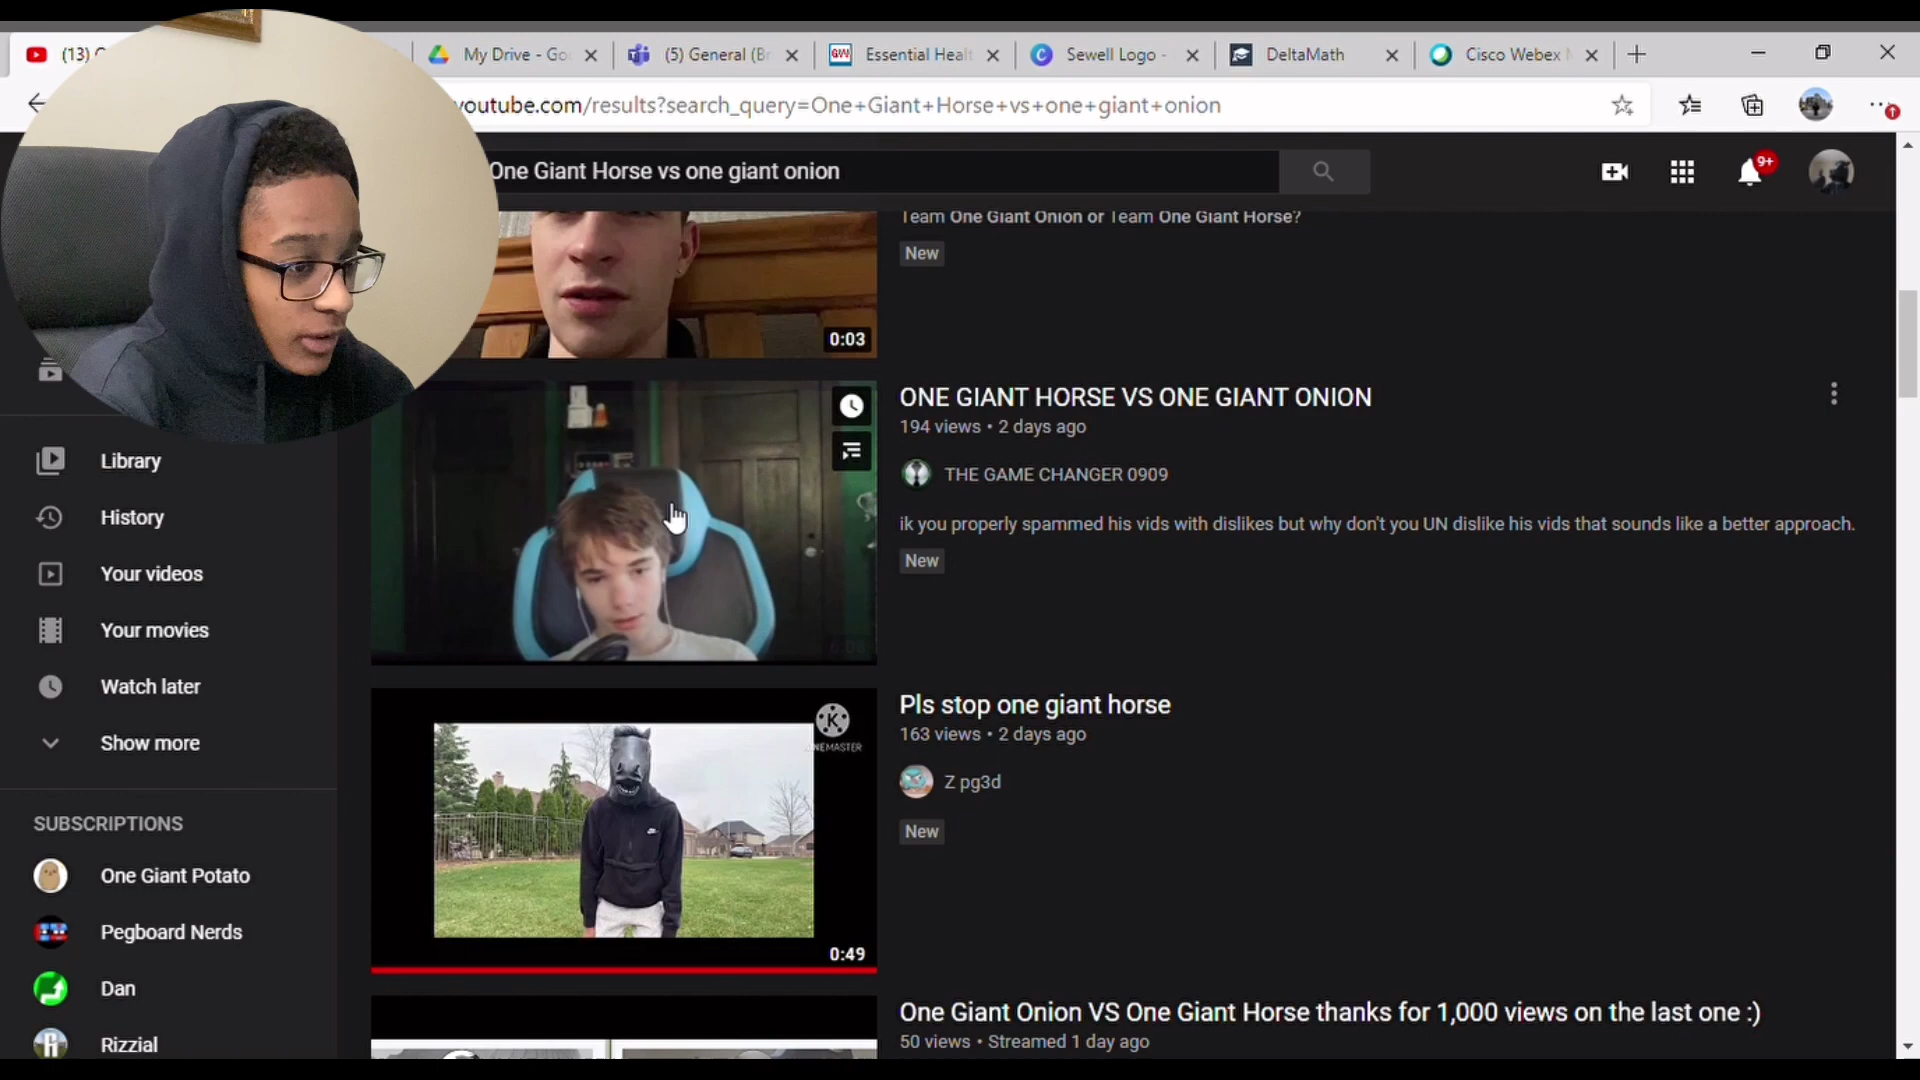 (13)
My Drive - Go
(5) General (Br
GW
Essential Healt
Sewell Logo -
DeltaMath
Cisco Webex
youtube.com/results?search_query=One+Giant+Horse+vs+one+giant+onion
One Giant Horse vs one giant onion
9+
Team One Giant Onion or Team One Giant Horse?
New
0:03
ONE GIANT HORSE VS ONE GIANT ONION
194 views • 2 days ago
THE GAME CHANGER 0909
ik you properly spammed his vids with dislikes but why don't you UN dislike his vids that sounds like a better approach.
New
Library
History
Your videos
Your movies
Watch later
Show more
SUBSCRIPTIONS
One Giant Potato
Pegboard Nerds
Dan
Rizzial
K
NEMASTER
0:49
Pls stop one giant horse
163 views • 2 days ago
Z pg3d
New
One Giant Onion VS One Giant Horse thanks for 1,000 views on the last one :)
50 views • Streamed 1 day ago